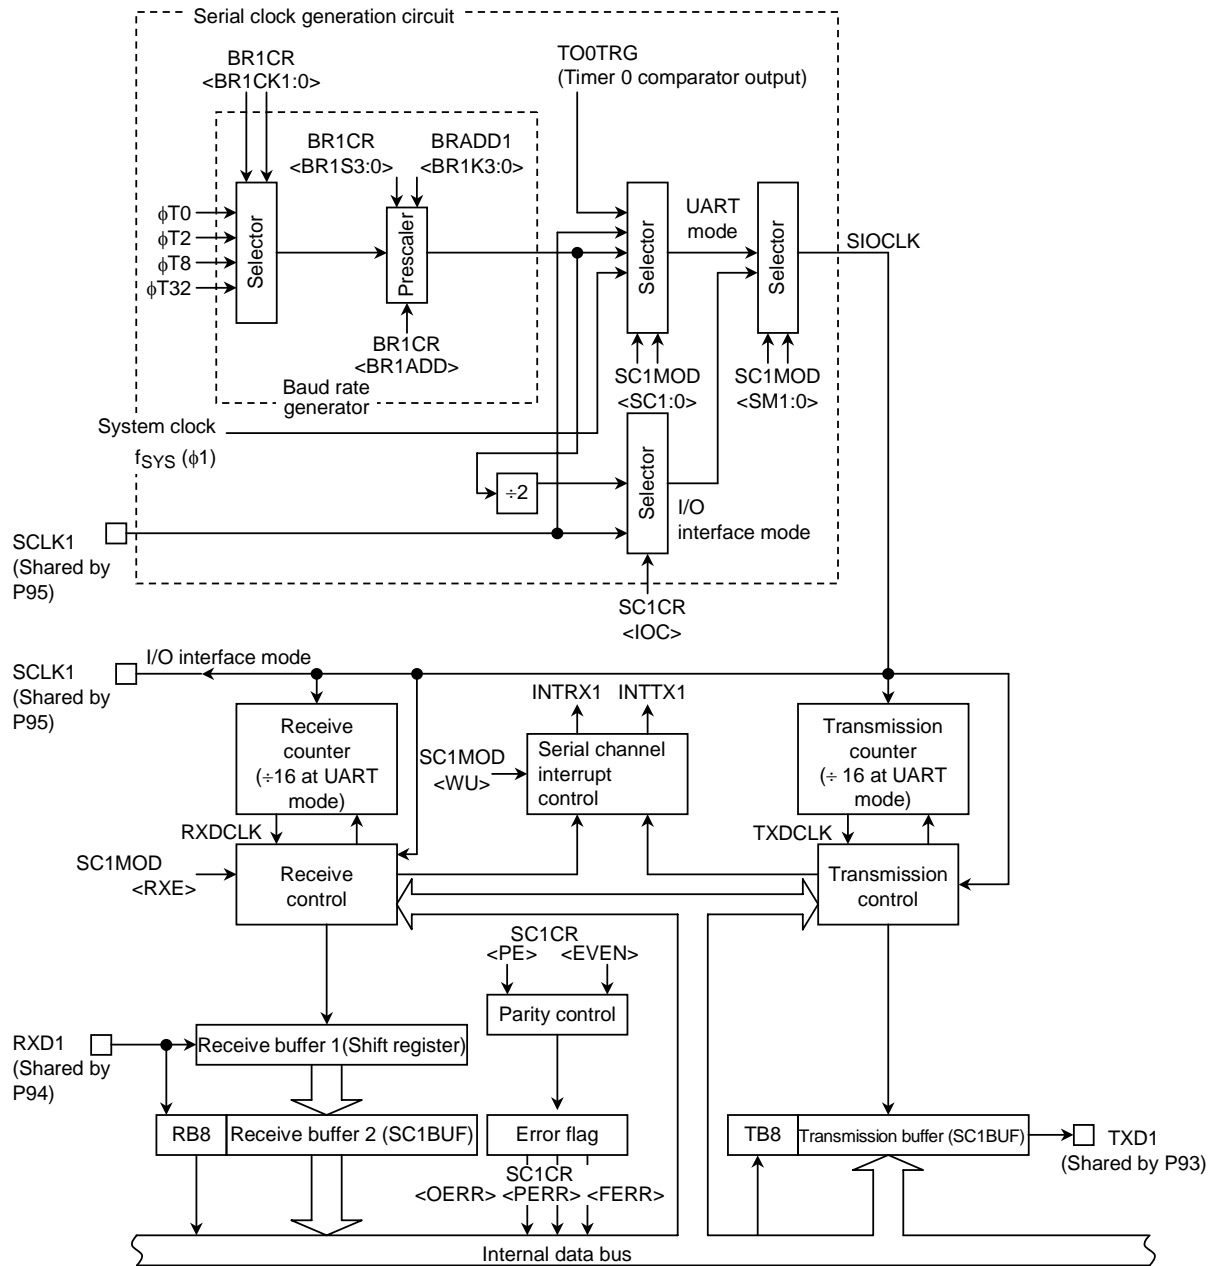 Serial clock generation circuit
BR1CR
<BR1CK1:0>
TO0TRG
(Timer 0 comparator output)
BR1CR
<BR1S3:0>
BRADD1
<BR1K3:0>
φT0
φT2
φT8
φT32
Selector
Prescaler
BR1CR
<BR1ADD>
Baud rate
generator
Selector
UART
mode
Selector
SIOCLK
SC1MOD
<SC1:0>
SC1MOD
<SM1:0>
System clock
fSYS (φ1)
÷2
Selector
I/O
interface mode
SCLK1
(Shared by
P95)
SC1CR
<IOC>
I/O interface mode
SCLK1
(Shared by
P95)
INTRX1
INTTX1
Receive
counter
(÷16 at UART
mode)
SC1MOD
<WU>
Serial channel
interrupt
control
Transmission
counter
(÷ 16 at UART
mode)
RXDCLK
TXDCLK
SC1MOD
<RXE>
Receive
control
Transmission
control
SC1CR
<PE>
<EVEN>
Parity control
RXD1
(Shared by
P94)
Receive buffer 1(Shift register)
RB8
Receive buffer 2 (SC1BUF)
Error flag
TB8
Transmission buffer (SC1BUF)
TXD1
(Shared by P93)
SC1CR
<OERR>
<PERR>
<FERR>
Internal data bus